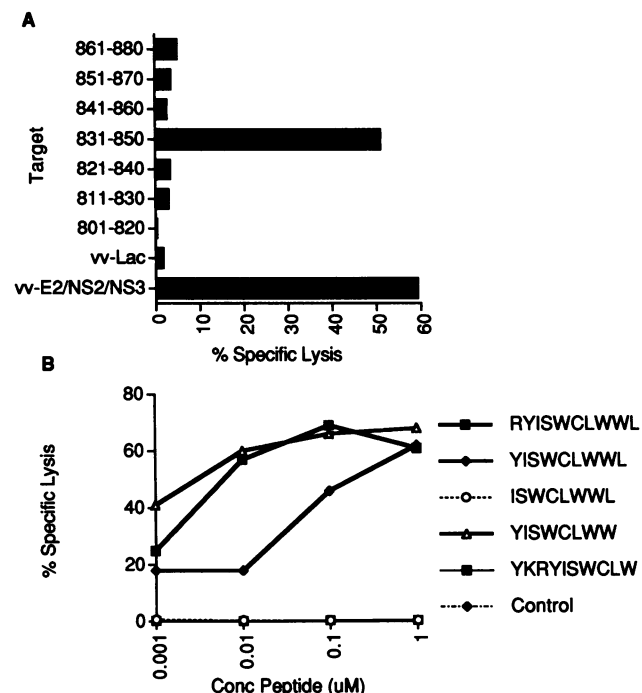 A
861-880
851-870
841-860
831-850
821-840
811-830
801-820
vv-Lac
vv-E2/NS2/NS3
Target
0 10 20 30 40 50 60
% Specific Lysis
B
80
60
40
20
0
% Specific Lysis
0.001 0.01 0.1 1
Conc Peptide (uM)
RYISWCLWWL
YISWCLWWL
ISWCLWWL
YISWCLWW
YKRYISWCLW
Control